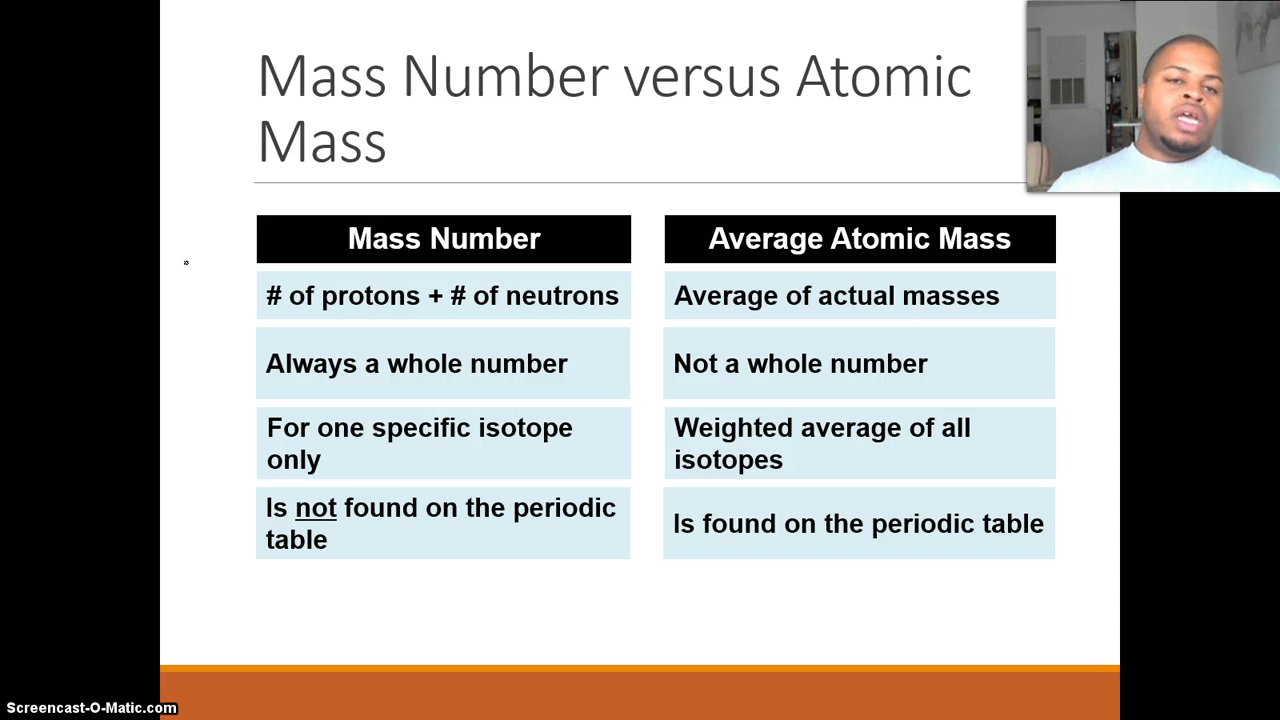 Mass Number versus Atomic
Mass
Mass Number
Average Atomic Mass
# of protons + # of neutrons
Average of actual masses
Always a whole number
Not a whole number
For one specific isotope
only
Weighted average of all
isotopes
Is not found on the periodic
table
Is found on the periodic table
Screencast-O-Matic.com